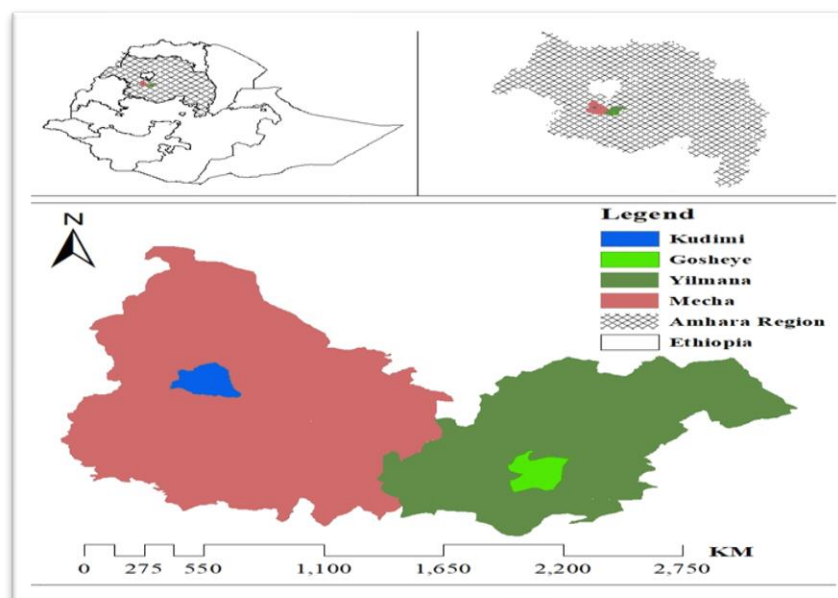 N
Legend
Kudimi
Gosheye
Yilmana
Mecha
Amhara Region
Ethiopia
KM
0 275 550 1,100 1,650 2,200 2,750